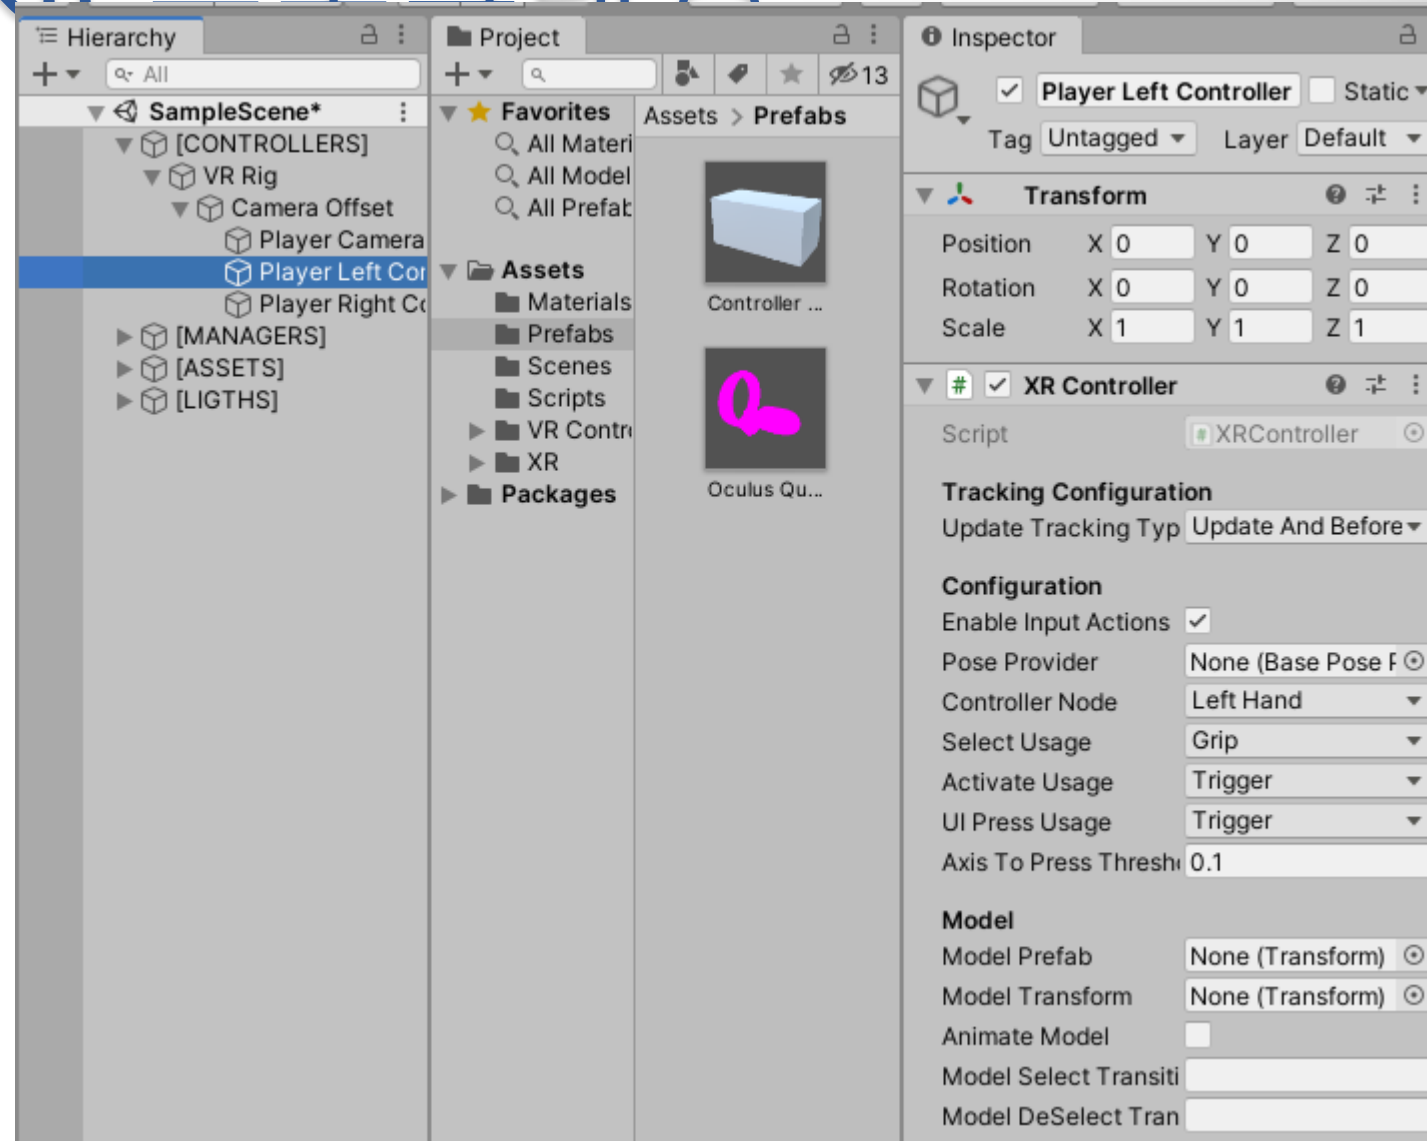 Hierarchy
All
SampleScene*
[CONTROLLERS]
VR Rig
Camera Offset
Player Camera
Player Left Cor
Player Right Co
[MANAGERS]
[ASSETS]
[LIGTHS]
Project
13
Favorites
All Materi
All Model
All Prefab
Assets
Materials
Prefabs
Scenes
Scripts
VR Contro
XR
Packages
Assets > Prefabs
Controller ...
Oculus Qu...
Inspector
Player Left Controller Static
Tag Untagged Layer Default
Transform
Position X 0 Y 0 Z 0
Rotation X 0 Y 0 Z 0
Scale X 1 Y 1 Z 1
# XR Controller
Script # XRController
Tracking Configuration
Update Tracking Typ Update And Before
Configuration
Enable Input Actions
Pose Provider None (Base Pose P
Controller Node Left Hand
Select Usage Grip
Activate Usage Trigger
UI Press Usage Trigger
Axis To Press Thresh 0.1
Model
Model Prefab None (Transform)
Model Transform None (Transform)
Animate Model
Model Select Transiti
Model DeSelect Tran